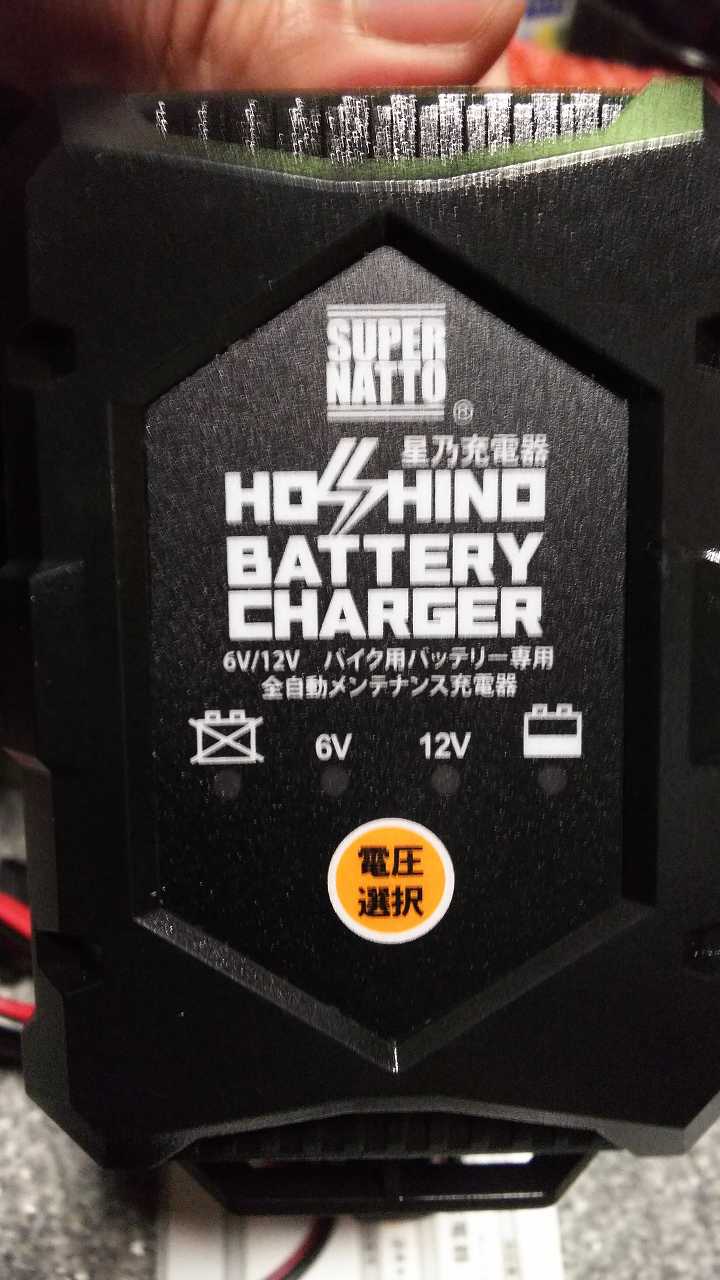 SUPER
NATTO
®
星乃充電器
HOSHINO
BATTERY
CHARGER
6V/12V バイク用バッテリー専用
全自動メンテナンス充電器
6V 12V
電圧
選択